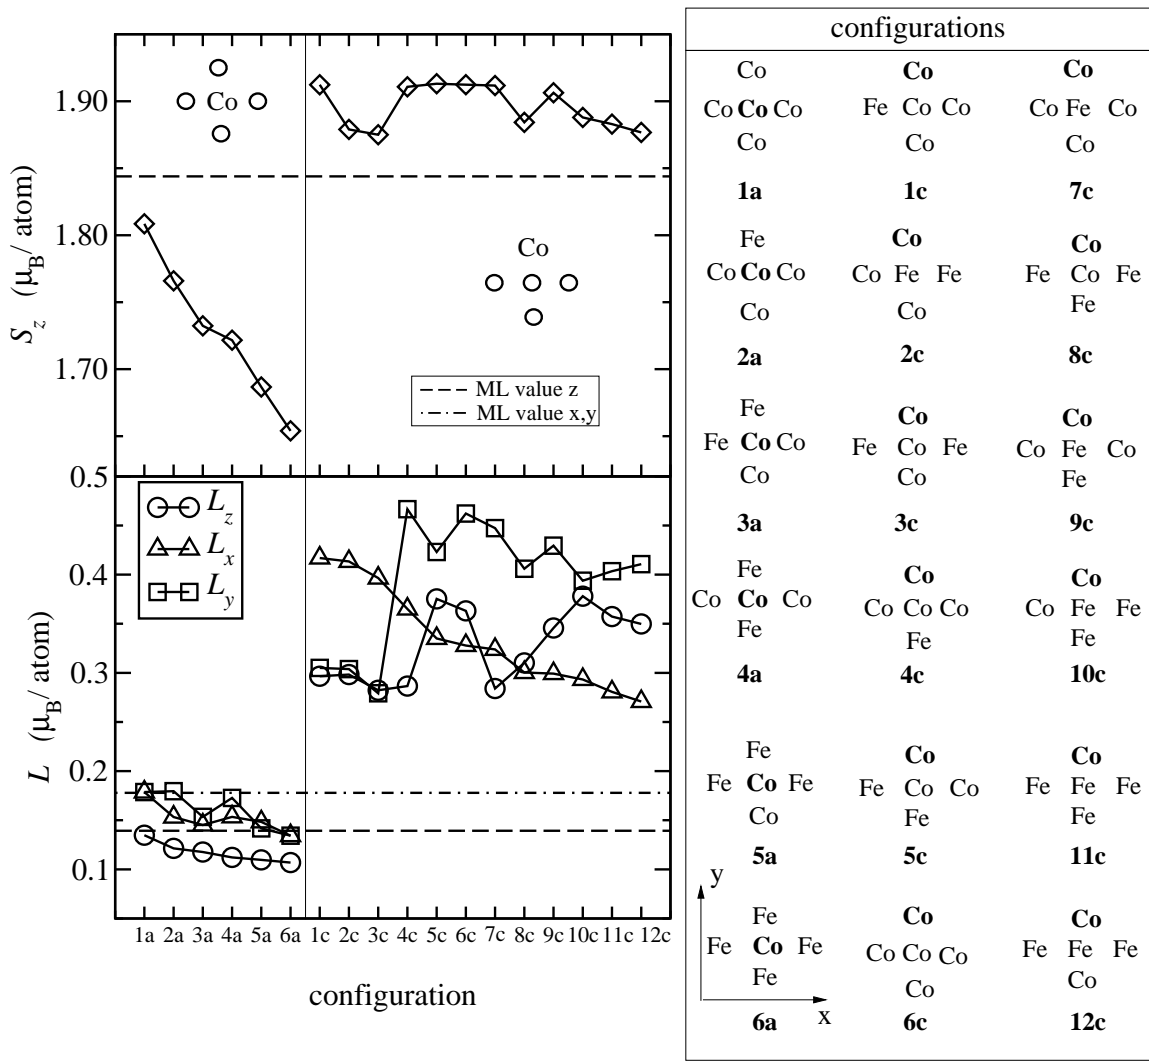 1.90
1.80
1.70
0.5
S_z (μ_B/ atom)
Co
Co
ML value z
ML value x,y
0.5
0.4
0.3
0.2
0.1
L (μ_B/ atom)
L_z
L_x
L_y
1a 2a 3a 4a 5a 6a 1c 2c 3c 4c 5c 6c 7c 8c 9c 10c 11c 12c
configuration
configurations
Co Co Co
Co Co Co Fe Co Co Co Fe Co
Co Co Co
1a 1c 7c
Fe Co Co
Co Co Co Co Fe Fe Fe Co Fe
Co Co Fe
2a 2c 8c
Fe Co Co
Fe Co Co Fe Co Fe Co Fe Co
Co Co Fe
3a 3c 9c
Fe Co Co
Co Co Co Co Co Co Co Fe Fe
Fe Fe Fe
4a 4c 10c
Fe Co Co
Fe Co Fe Fe Co Co Fe Fe Fe
Co Fe Fe
5a 5c 11c
y
Fe Co Co
Fe Co Fe Co Co Co Fe Fe Fe
Fe Co Co
x
6a 6c 12c